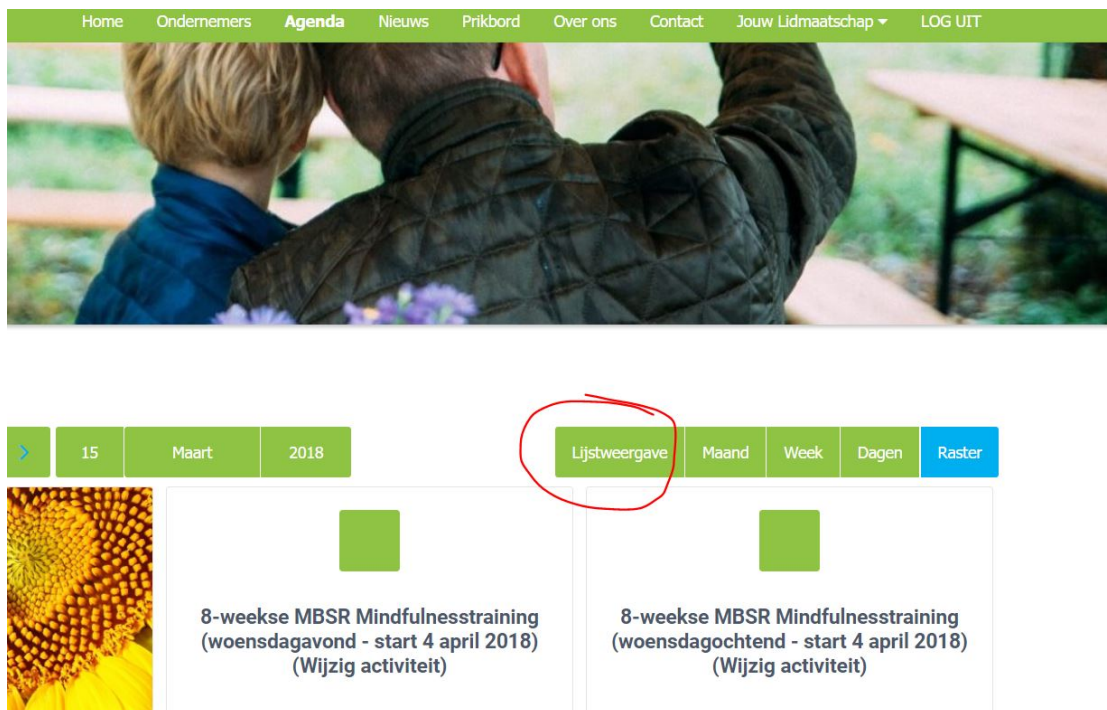 Home Ondernemers Agenda Nieuws Prikbord Over ons Contact Jouw Lidmaatschap LOG UIT
15 Maart 2018 Lijstweergave Maand Week Dagen Raster
8-weekse MBSR Mindfulnesstraining
(woensdagavond - start 4 april 2018)
(Wijzig activiteit)
8-weekse MBSR Mindfulnesstraining
(woensdagochtend - start 4 april 2018)
(Wijzig activiteit)